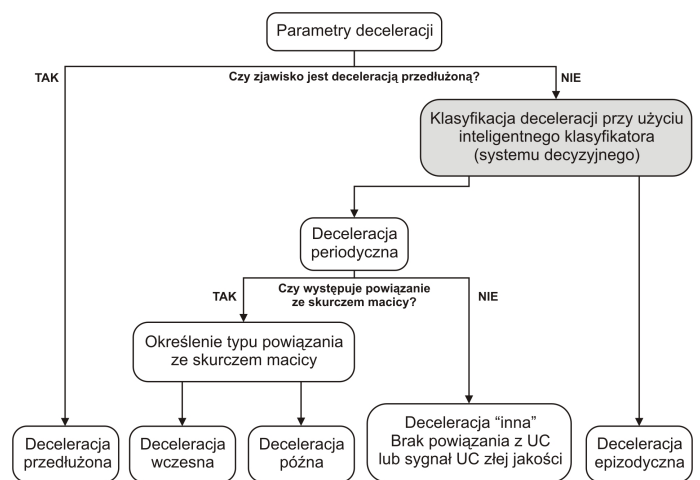 Parametry deceleracji
TAK
Czy zjawisko jest deceleracją przedłużoną?
NIE
Klasyfikacja deceleracji przy użyciu
inteligentnego klasyfikatora
(systemu decyzyjnego)
Deceleracja
periodyczna
TAK
Czy występuje powiązanie
ze skurczem macicy?
NIE
Określenie typu powiązania
ze skurczem macicy
Deceleracja
przedłużona
Deceleracja
wczesna
Deceleracja
późna
Deceleracja "inna"
Brak powiązania z UC
lub sygnał UC złej jakości
Deceleracja
epizodyczna